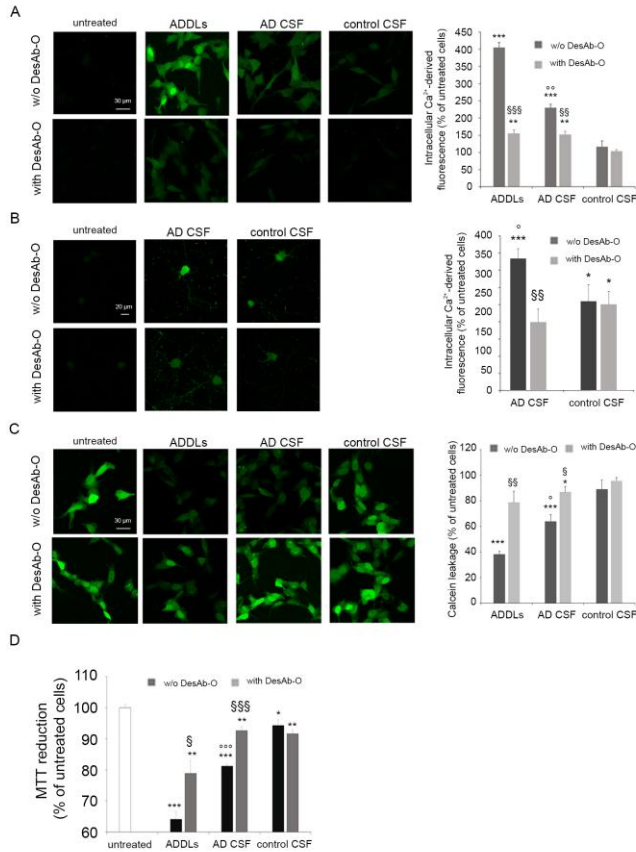 A
untreated
ADDLs
AD CSF
control CSF
w/o DesAb-O
30 µm
with DesAb-O
Intracellular Ca²⁺-derived
fluorescence (% of untreated cells)
450
400
350
300
250
200
150
100
50
0
w/o DesAb-O
with DesAb-O
***
§§§
**
°°
***
§§
**
ADDLs
AD CSF
control CSF
B
untreated
AD CSF
control CSF
w/o DesAb-O
20 µm
with DesAb-O
Intracellular Ca²⁺-derived
fluorescence (% of untreated cells)
400
350
300
250
200
150
100
50
0
w/o DesAb-O
with DesAb-O
°
***
§§
*
*
AD CSF
control CSF
C
untreated
ADDLs
AD CSF
control CSF
w/o DesAb-O
30 µm
with DesAb-O
Calcein leakage (% of untreated cells)
120
100
80
60
40
20
0
w/o DesAb-O
with DesAb-O
***
§§
°
***
§
*
ADDLs
AD CSF
control CSF
D
MTT reduction
(% of untreated cells)
110
100
90
80
70
60
w/o DesAb-O
with DesAb-O
***
§
**
°°°
***
§§§
**
*
**
untreated
ADDLs
AD CSF
control CSF